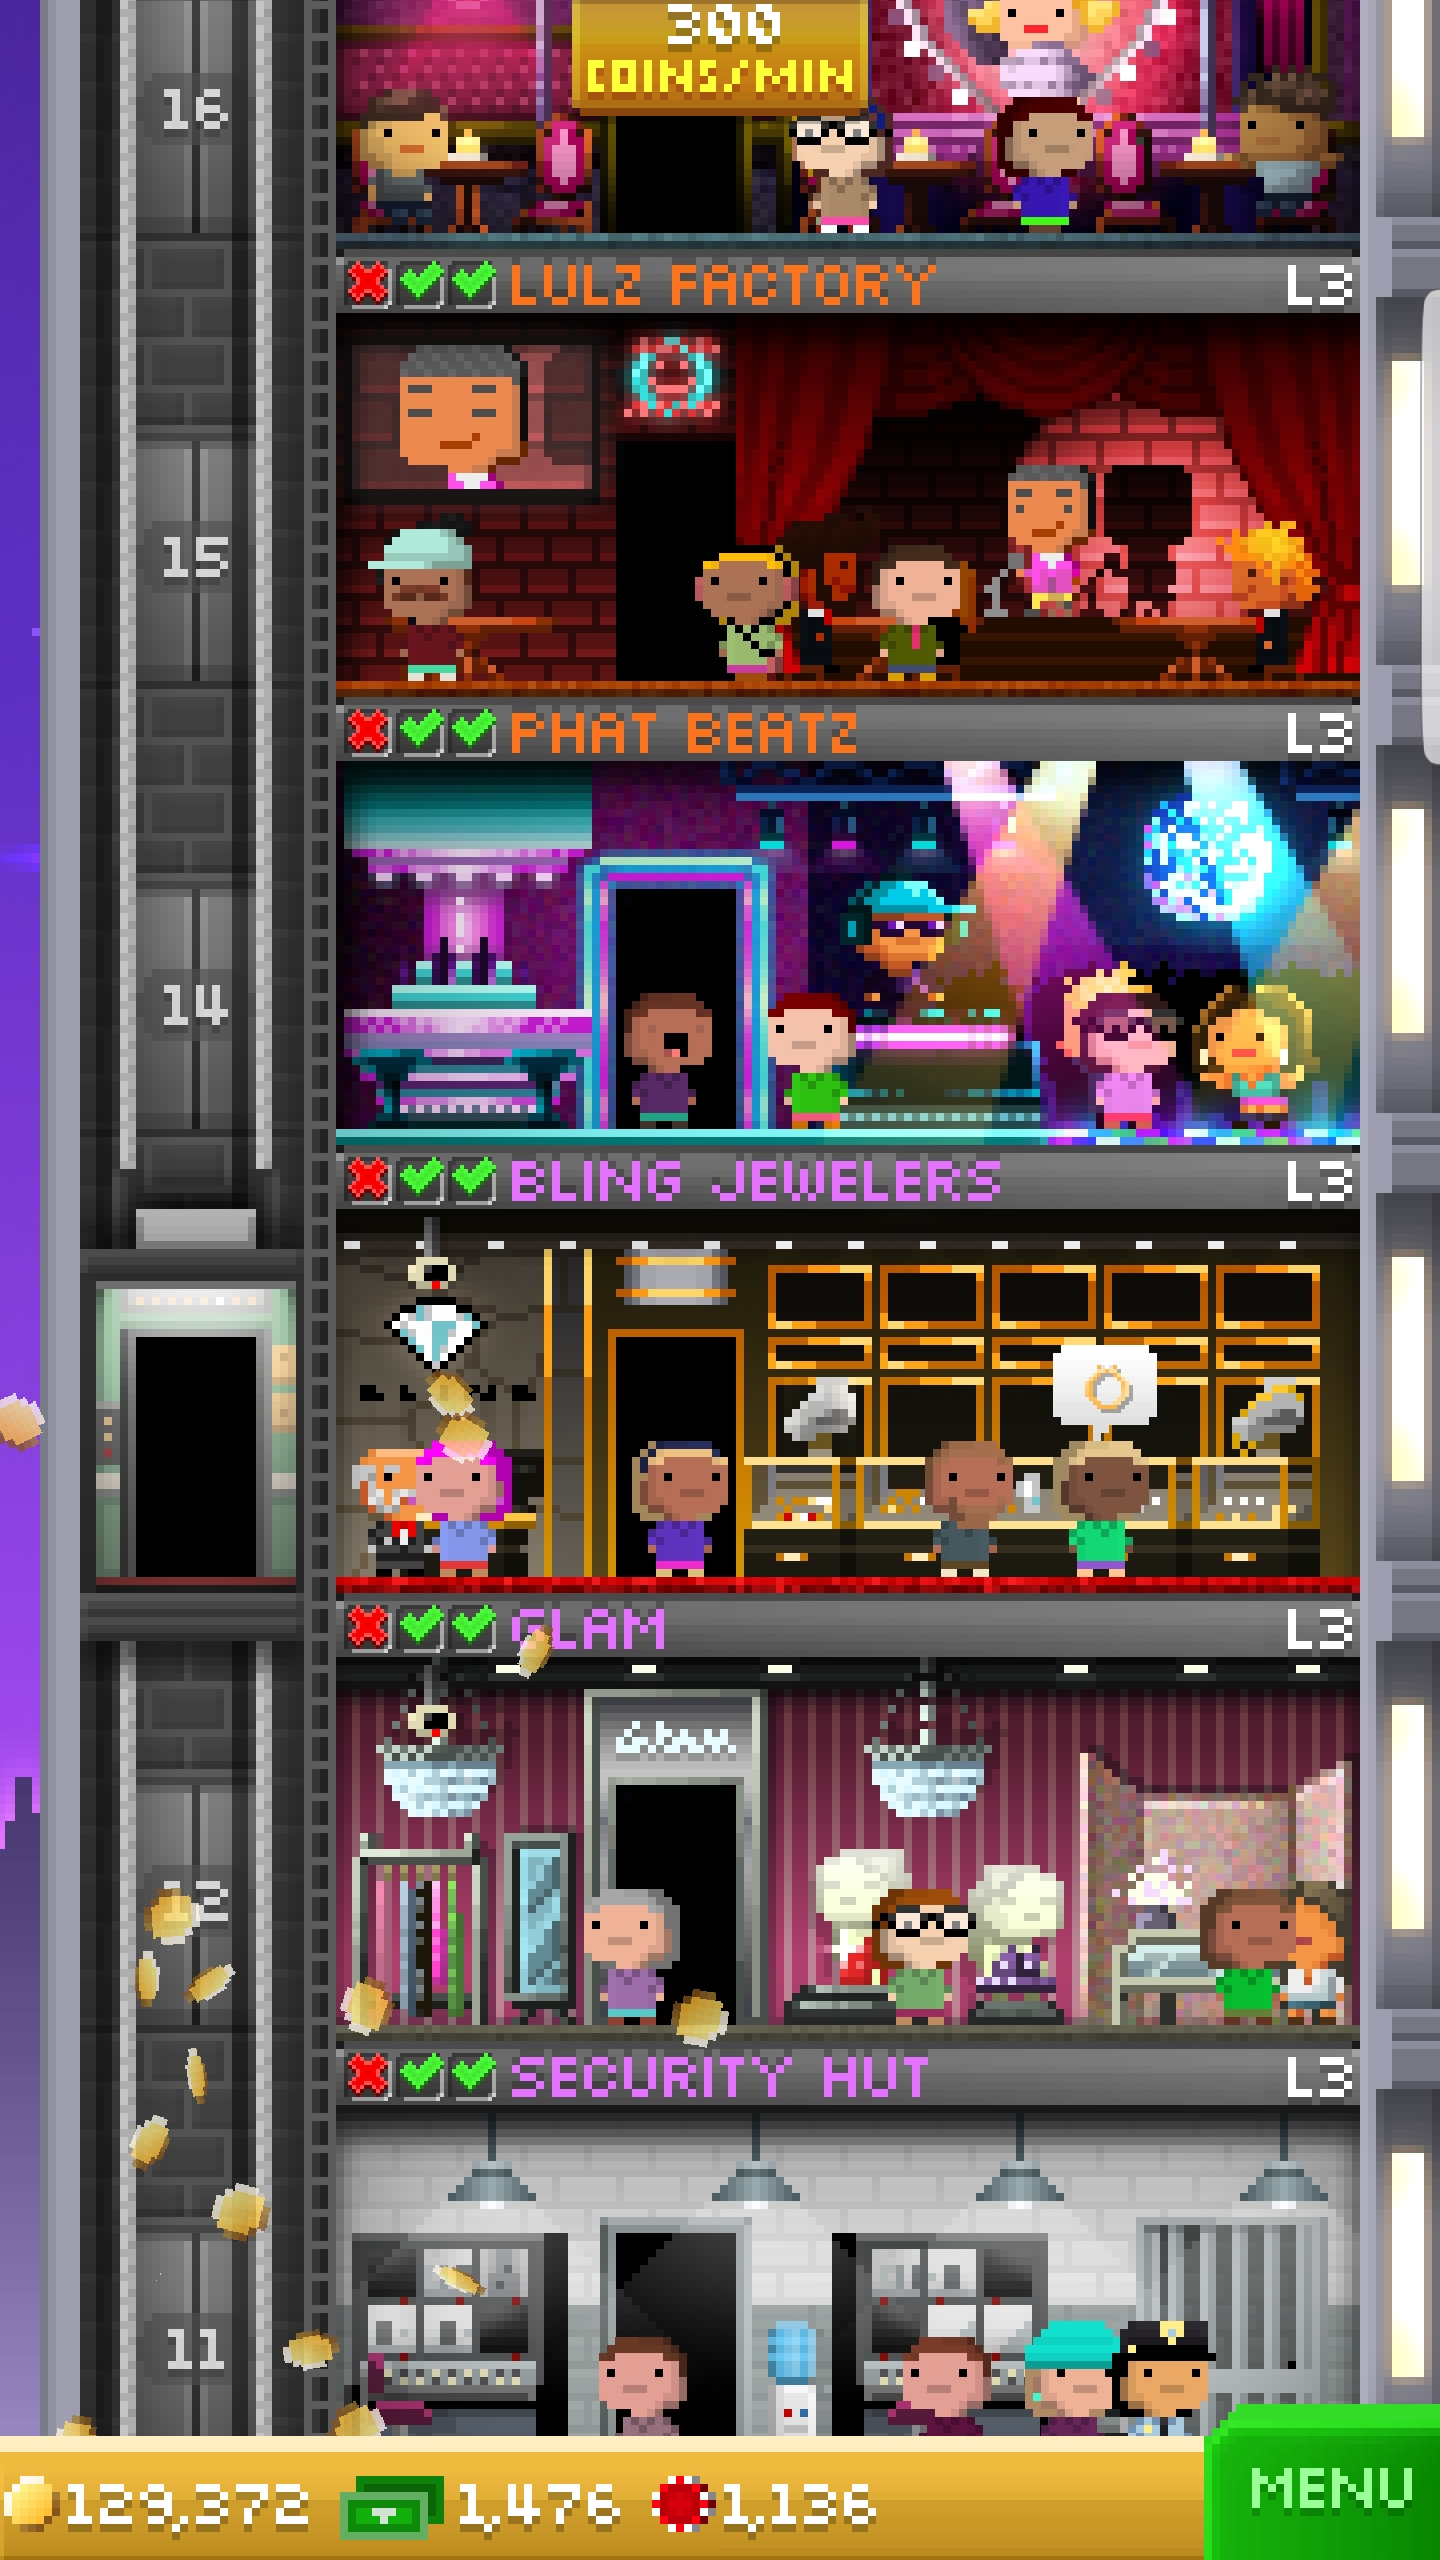 300
COINS/MIN
16
LULZ FACTORY L3
15
PHAT BEATZ L3
14
BLING JEWELERS L3
GLAM L3
Glam
SECURITY HUT L3
11
129,372 1,476 1,136
MENU